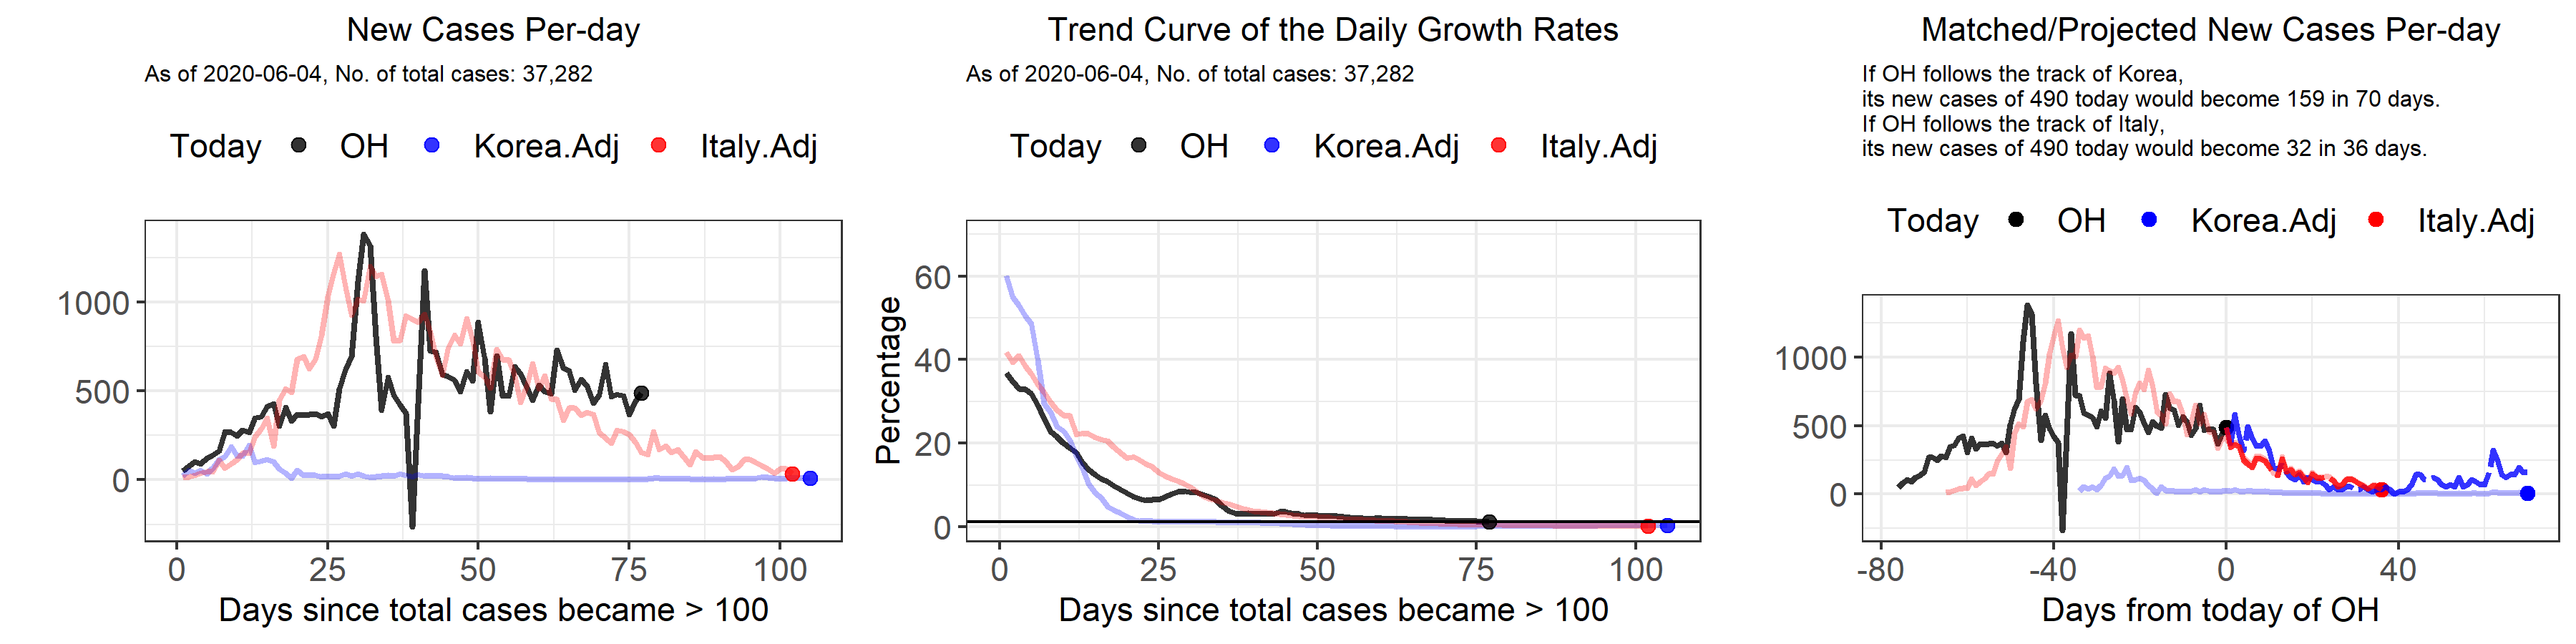 New Cases Per-day
As of 2020-06-04, No. of total cases: 37,282
Today OH Korea.Adj Italy.Adj
1000
500
0
0 25 50 75 100
Days since total cases became > 100
Trend Curve of the Daily Growth Rates
As of 2020-06-04, No. of total cases: 37,282
Today OH Korea.Adj Italy.Adj
Percentage
60
40
20
0
0 25 50 75 100
Days since total cases became > 100
Matched/Projected New Cases Per-day
If OH follows the track of Korea,
its new cases of 490 today would become 159 in 70 days.
If OH follows the track of Italy,
its new cases of 490 today would become 32 in 36 days.
Today OH Korea.Adj Italy.Adj
1000
500
0
-80 -40 0 40
Days from today of OH